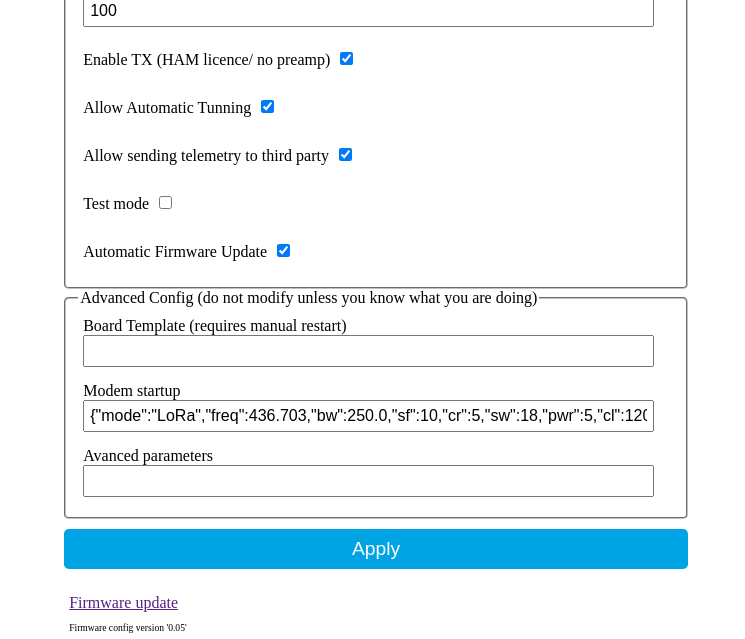 100
Enable TX (HAM licence/ no preamp)
Allow Automatic Tunning
Allow sending telemetry to third party
Test mode
Automatic Firmware Update
Advanced Config (do not modify unless you know what you are doing)
Board Template (requires manual restart)
Modem startup
{"mode":"LoRa","freq":436.703,"bw":250.0,"sf":10,"cr":5,"sw":18,"pwr":5,"cl":120
Avanced parameters
Apply
Firmware update
Firmware config version '0.05'